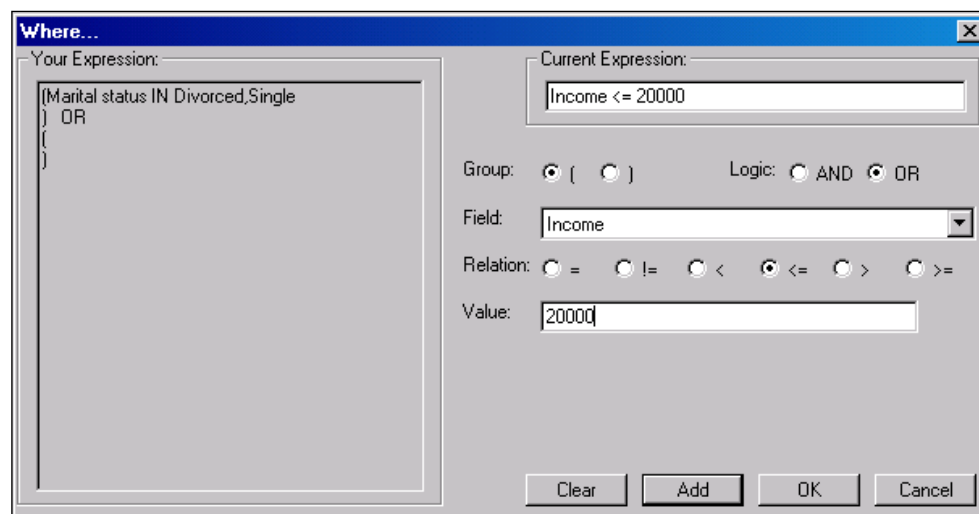 Where...
Your Expression:
(Marital status IN Divorced,Single
) OR
(
)
Current Expression:
Income <= 20000
Group: ( ) Logic: AND OR
Field: Income
Relation: = != < <= > >=
Value: 20000
Clear Add OK Cancel